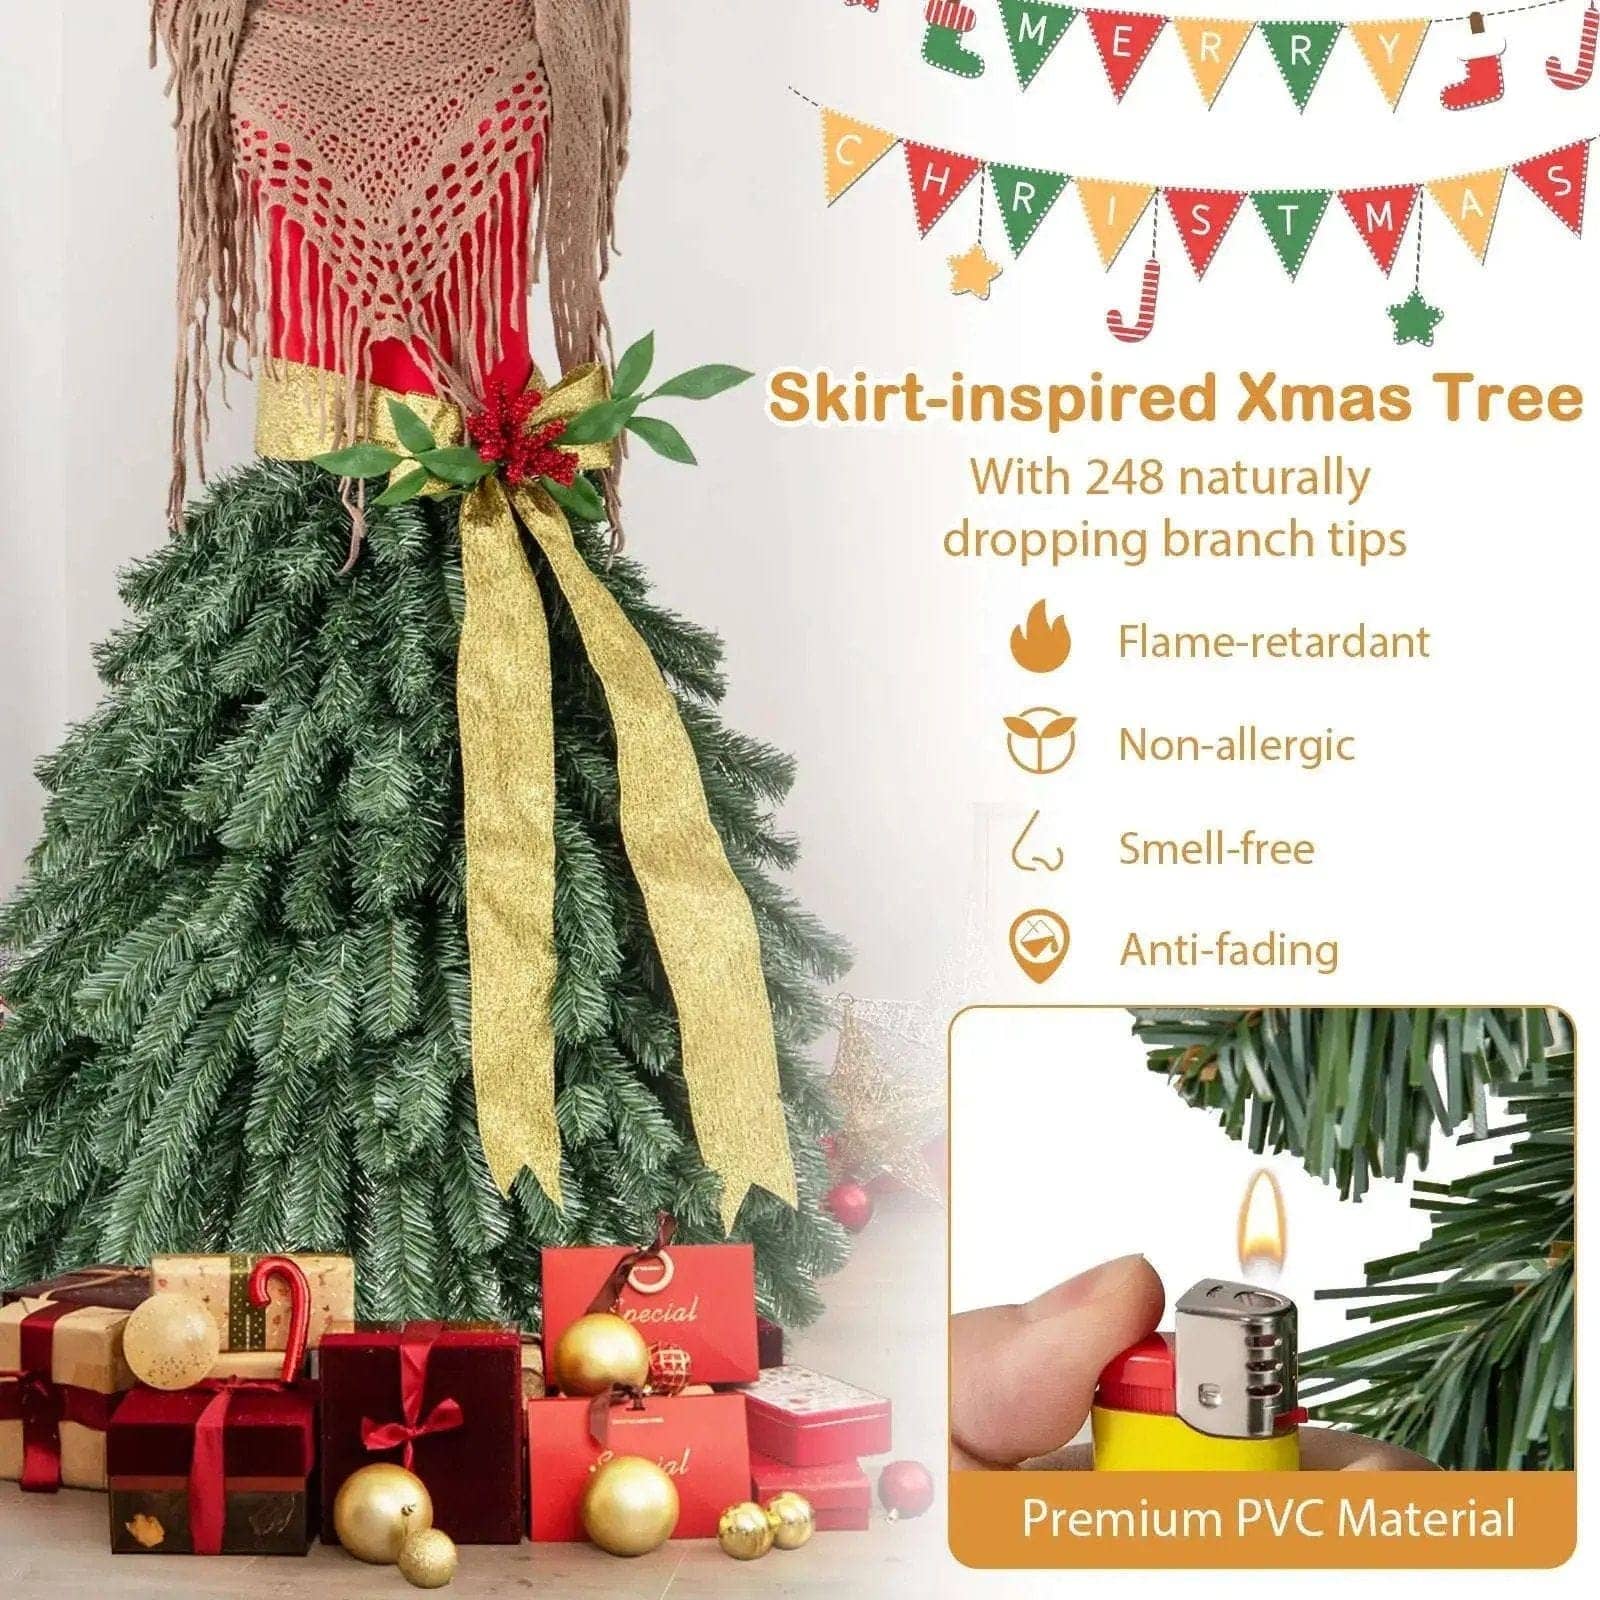 MERRY
CHRISTMAS
Skirt-inspired Xmas Tree
With 248 naturally
dropping branch tips
Flame-retardant
Non-allergic
Smell-free
Anti-fading
Special
Premium PVC Material